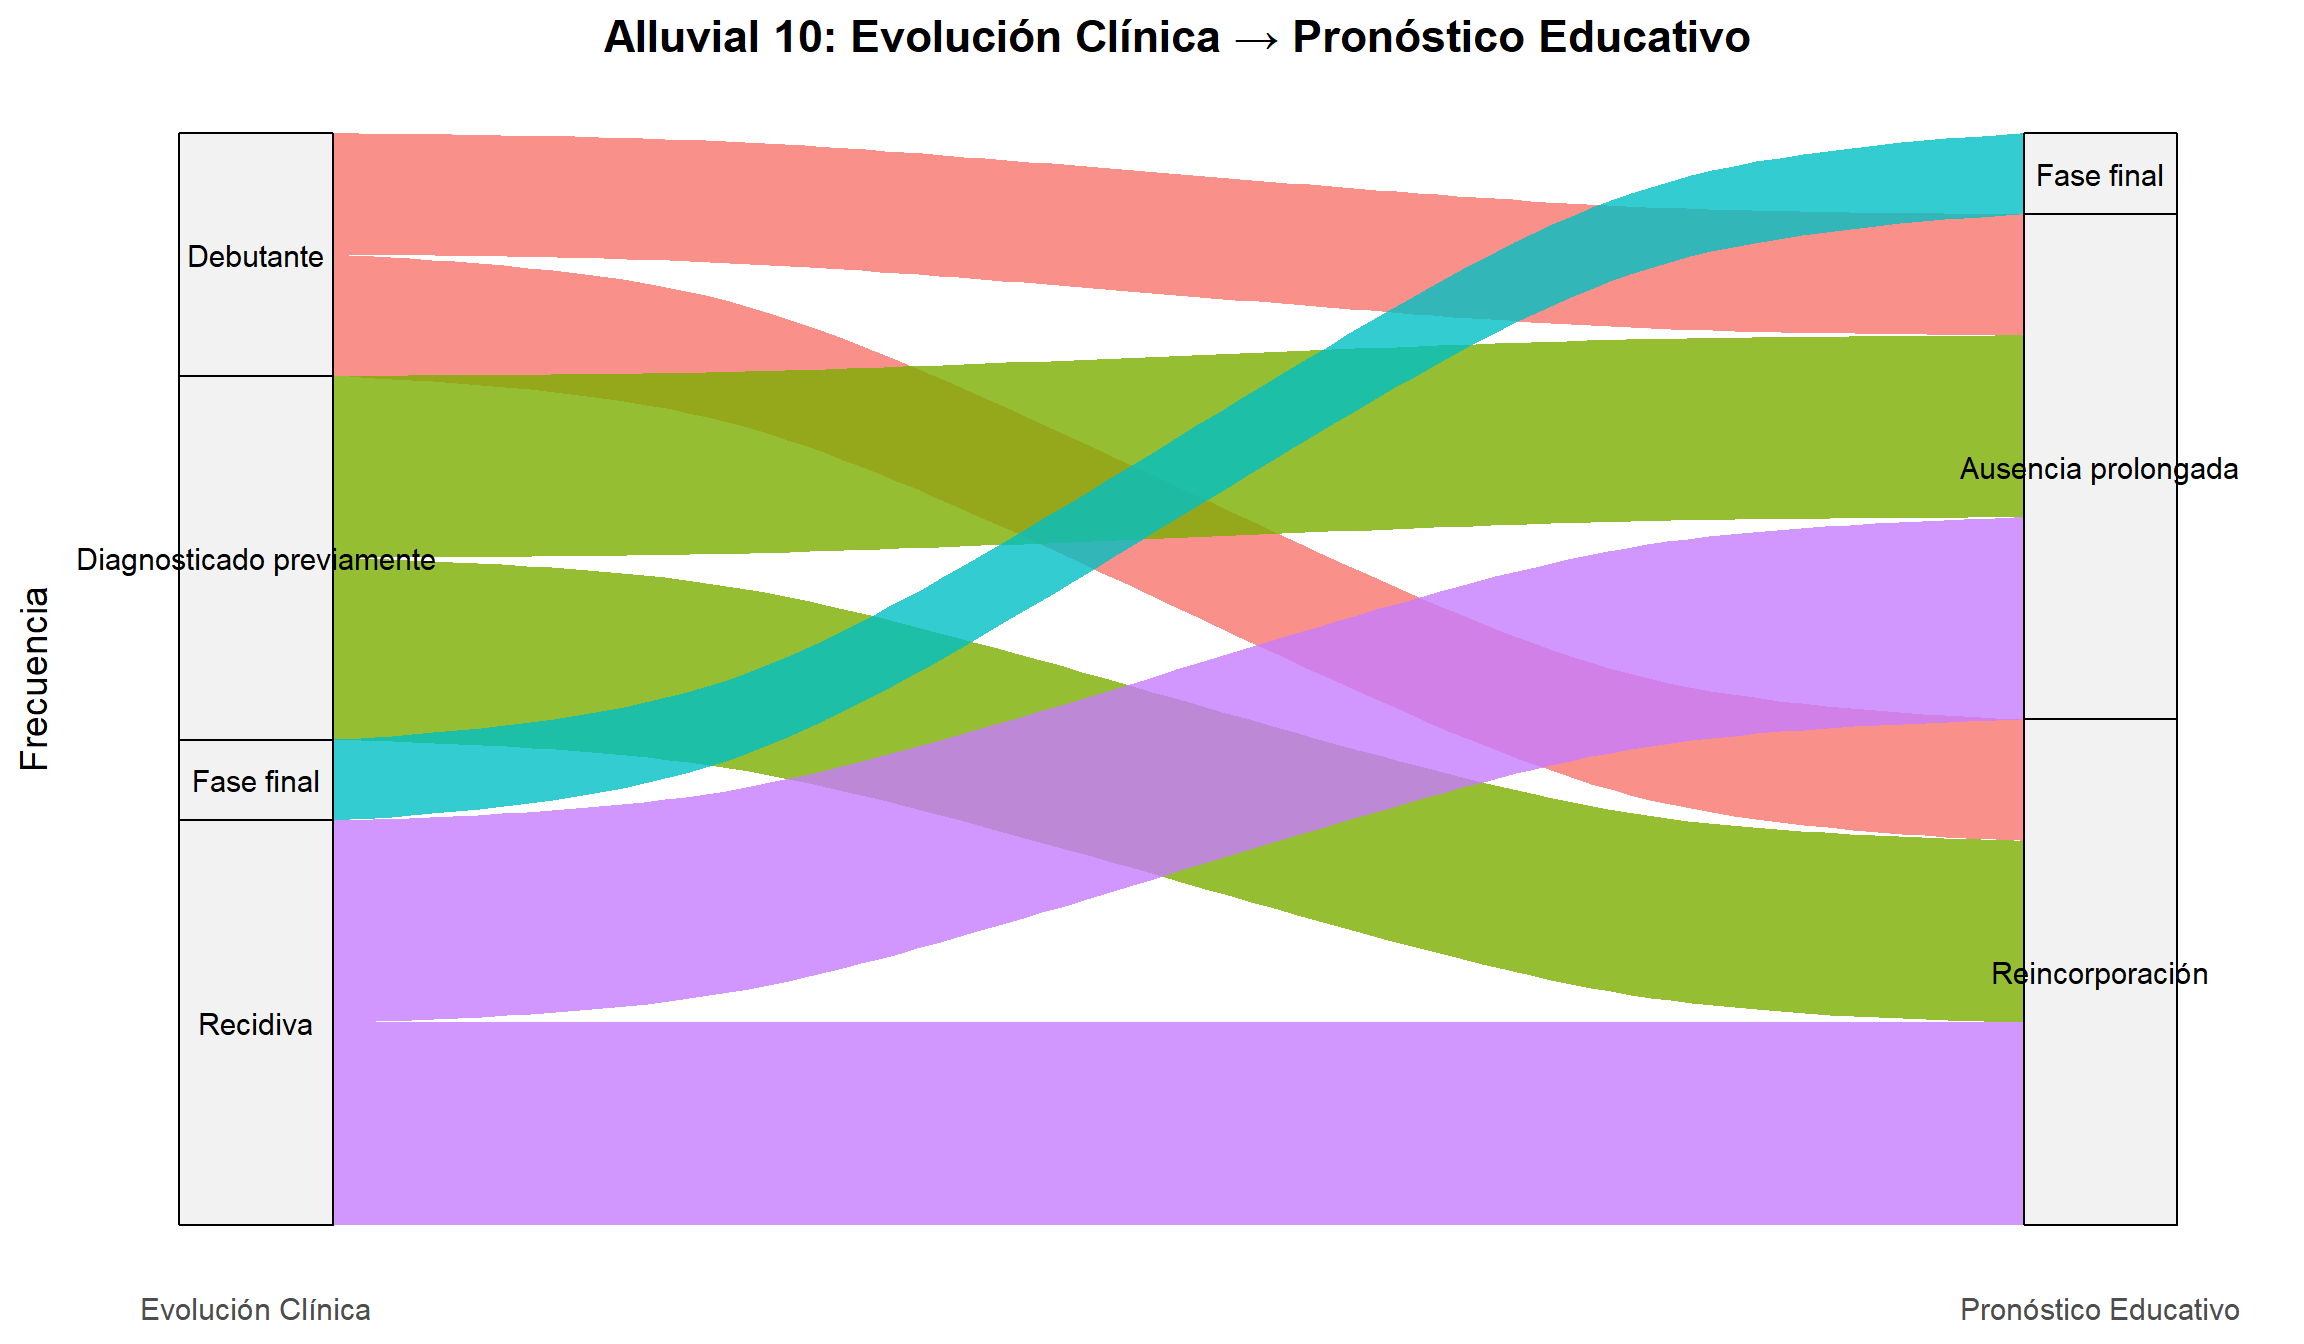 Alluvial 10: Evolución Clínica → Pronóstico Educativo
Frecuencia
Debutante
Diagnosticado previamente
Fase final
Recidiva
Fase final
Ausencia prolongada
Reincorporación
Evolución Clínica
Pronóstico Educativo